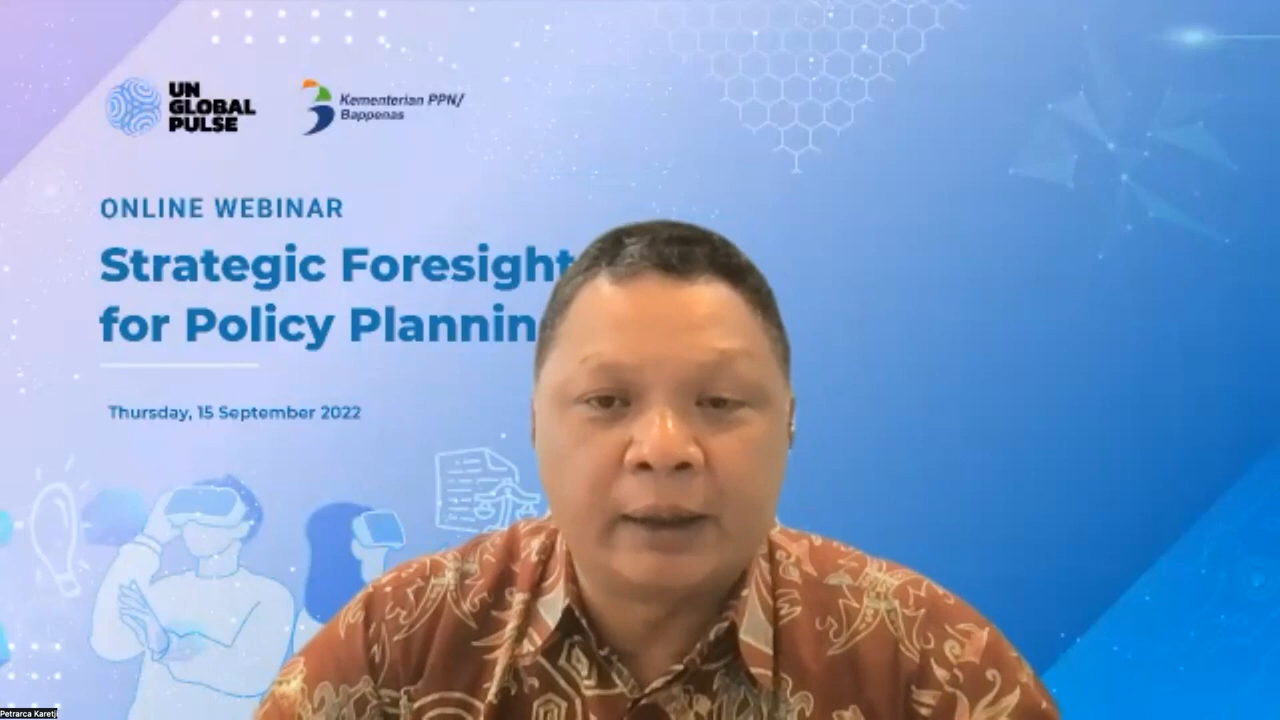 UN
GLOBAL
PULSE
Kementerian PPN/
Bappenas
ONLINE WEBINAR
Strategic Foresight
for Policy Plannin
Thursday, 15 September 2022
Petrarca Karetji